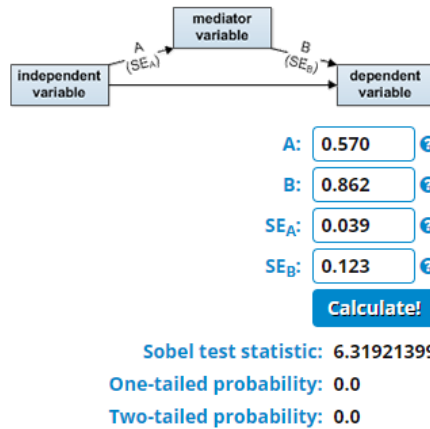 mediator
variable
A
(SEA)
B
(SEB)
independent
variable
dependent
variable
A: 0.570
B: 0.862
SEA: 0.039
SEB: 0.123
Calculate!
Sobel test statistic: 6.31921399
One-tailed probability: 0.0
Two-tailed probability: 0.0